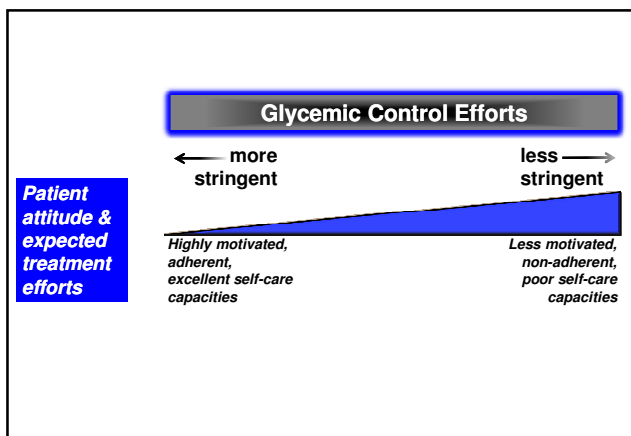 Glycemic Control Efforts
more
stringent
less
stringent
Patient
attitude &
expected
treatment
efforts
Highly motivated,
adherent,
excellent self-care
capacities
Less motivated,
non-adherent,
poor self-care
capacities